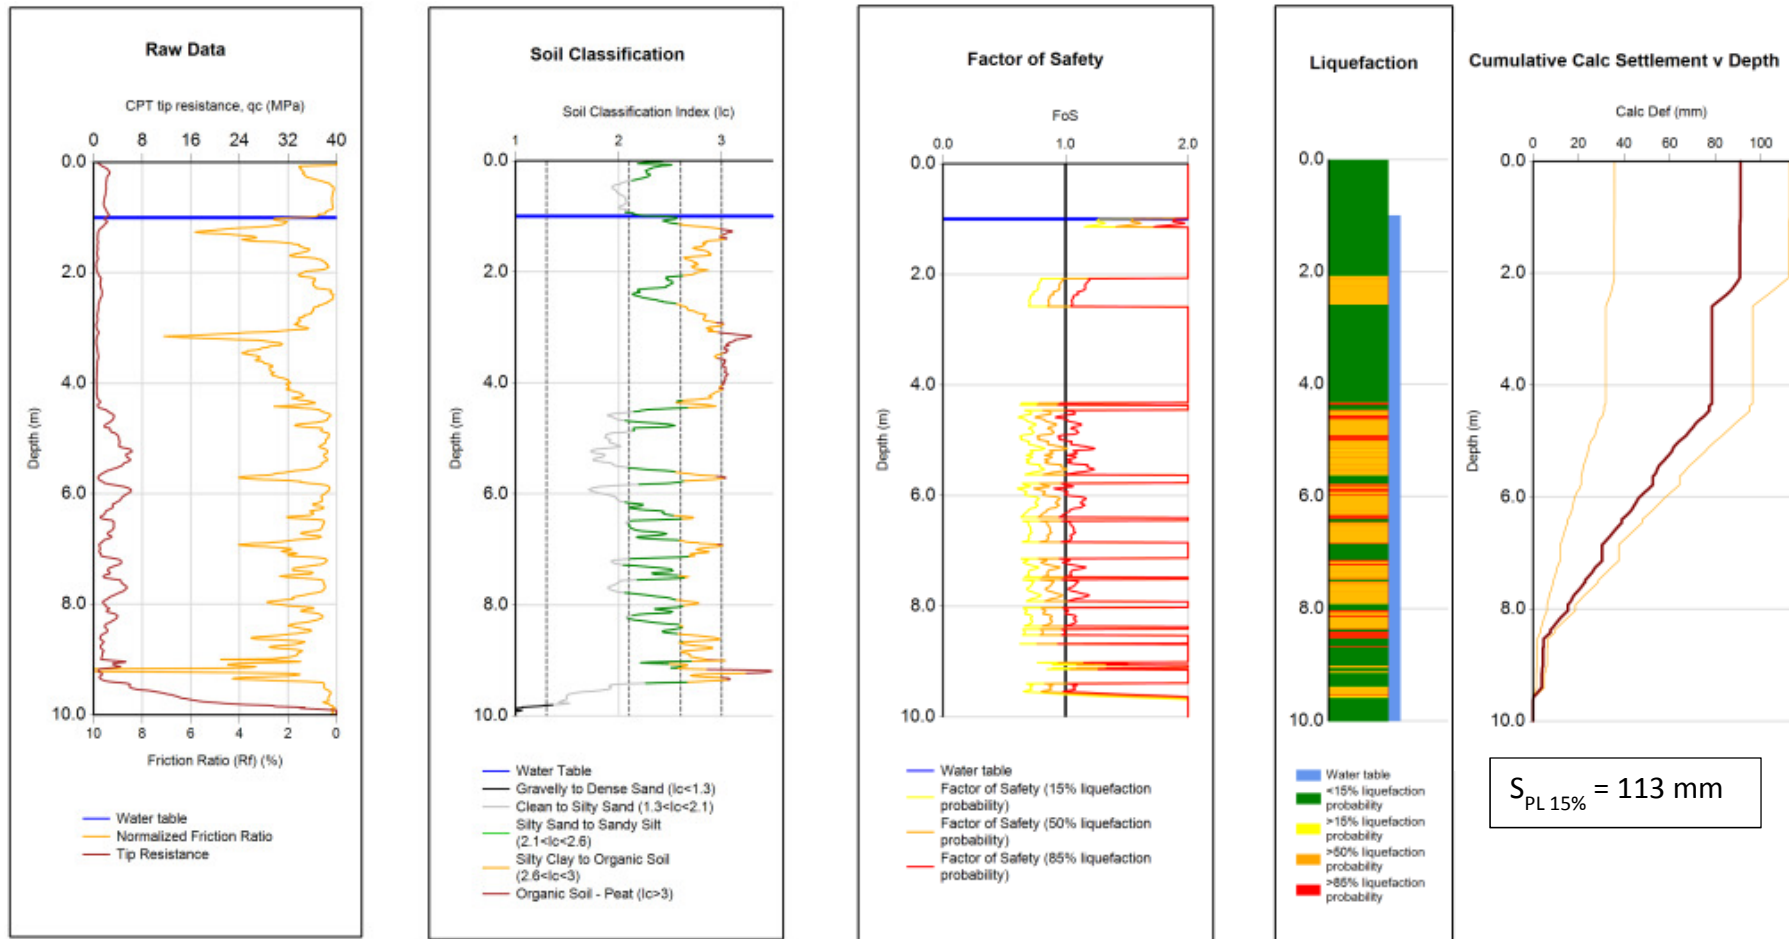 Raw Data
CPT tip resistance, qc (MPa)
0 8 16 24 32 40
0.0
2.0
4.0
6.0
8.0
10.0
Depth (m)
10 8 6 4 2 0
Friction Ratio (Rf) (%)
Water table
Normalized Friction Ratio
Tip Resistance
Soil Classification
Soil Classification Index (Ic)
1 2 3
0.0
2.0
4.0
6.0
8.0
10.0
Depth (m)
Water Table
Gravelly to Dense Sand (Ic<1.3)
Clean to Silty Sand (1.3<Ic<2.1)
Silty Sand to Sandy Silt
(2.1<Ic<2.6)
Silty Clay to Organic Soil
(2.6<Ic<3)
Organic Soil - Peat (Ic>3)
Factor of Safety
FoS
0.0 1.0 2.0
0.0
2.0
4.0
6.0
8.0
10.0
Depth (m)
Water table
Factor of Safety (15% liquefaction
probability)
Factor of Safety (50% liquefaction
probability)
Factor of Safety (85% liquefaction
probability)
Liquefaction
0.0
2.0
4.0
6.0
8.0
10.0
Water table
<15% liquefaction
probability
>15% liquefaction
probability
>50% liquefaction
probability
>85% liquefaction
probability
Cumulative Calc Settlement v Depth
Calc Def (mm)
0 20 40 60 80 100
0.0
2.0
4.0
6.0
8.0
10.0
Depth (m)
SPL 15% = 113 mm